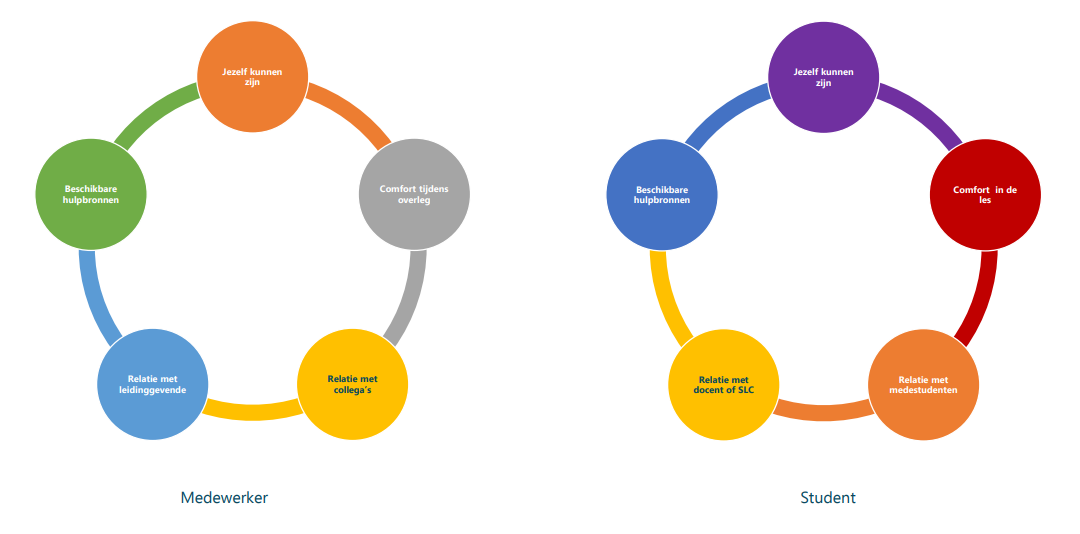 Jezelf kunnen
zijn
Comfort tijdens
overleg
Relatie met
collega's
Relatie met
leidinggevende
Beschikbare
hulpbronnen
Medewerker
Jezelf kunnen
zijn
Comfort in de
les
Relatie met
medestudenten
Relatie met
docent of SLC
Beschikbare
hulpbronnen
Student